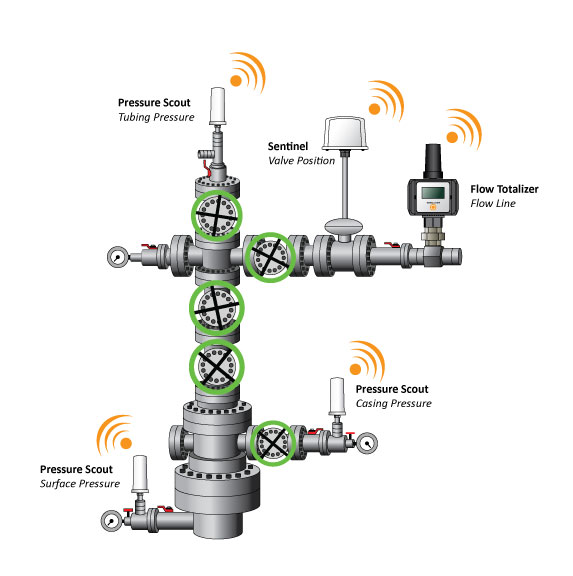 Pressure Scout
Tubing Pressure
Sentinel
Valve Position
Flow Totalizer
Flow Line
Pressure Scout
Casing Pressure
Pressure Scout
Surface Pressure